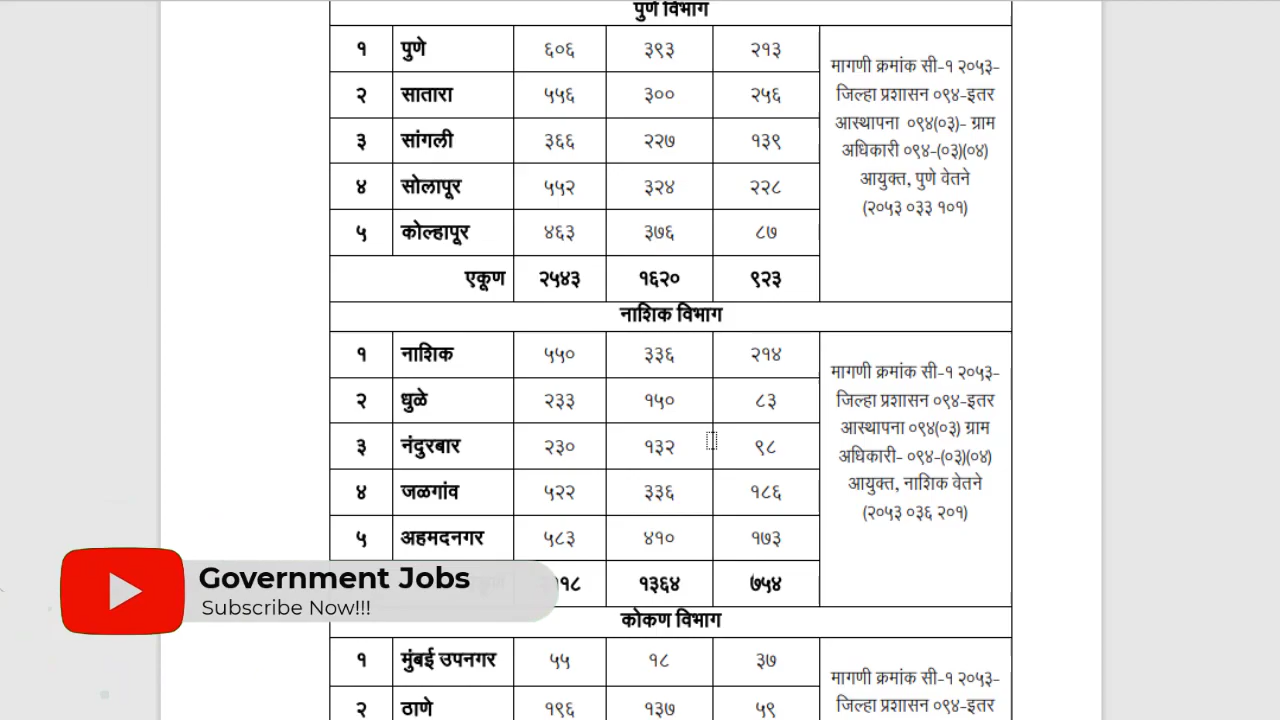 पुणे विभाग
१ पुणे ६०६ ३९३ २१३
२ सातारा ५५६ ३०० २५६
३ सांगली ३६६ २२७ १३९
४ सोलापूर ५५२ ३२४ २२८
५ कोल्हापूर ४६३ ३७६ ८७
एकूण २५४३ १६२० ९२३
मागणी क्रमांक सी-१ २०५३-
जिल्हा प्रशासन ०९४-इतर
आस्थापना ०९४(०३)- ग्राम
अधिकारी ०९४-(०३)(०४)
आयुक्त, पुणे वेतने
(२०५३ ०३३ १०१)
नाशिक विभाग
१ नाशिक ५५० ३३६ २१४
२ धुळे २३३ १५० ८३
३ नंदुरबार २३० १३२ ९८
४ जळगांव ५२२ ३३६ १८६
५ अहमदनगर ५८३ ४१० १७३
१८ १३६४ ७५४
मागणी क्रमांक सी-१ २०५३-
जिल्हा प्रशासन ०९४-इतर
आस्थापना ०९४(०३) ग्राम
अधिकारी- ०९४-(०३)(०४)
आयुक्त, नाशिक वेतने
(२०५३ ०३६ २०१)
Government Jobs
Subscribe Now!!!
कोकण विभाग
१ मुंबई उपनगर ५५ १८ ३७
२ ठाणे १९६ १३७ ५९
मागणी क्रमांक सी-१ २०५३-
जिल्हा प्रशासन ०९४-इतर